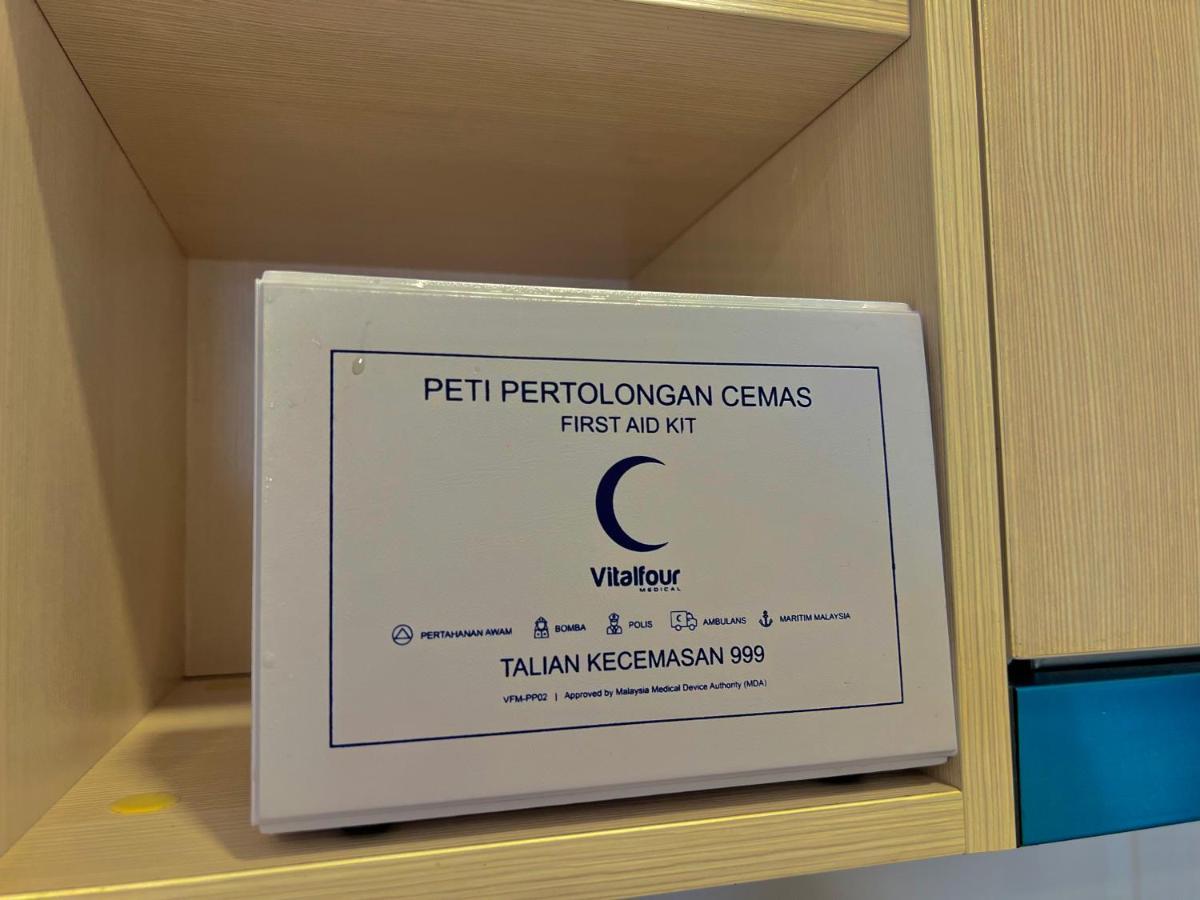 PETI PERTOLONGAN CEMAS
FIRST AID KIT
Vitalfour
MEDICAL
PERTAHANAN AWAM BOMBA POLIS AMBULANS MARITIM MALAYSIA
TALIAN KECEMASAN 999
VFM-PP02 | Approved by Malaysia Medical Device Authority (MDA)